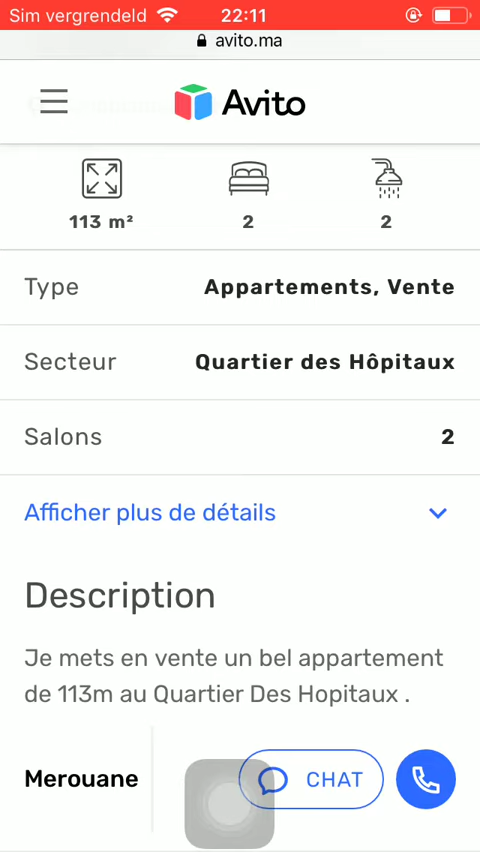 Sim vergrendeld 22:11
avito.ma
Avito
113 m² 2 2
Type Appartements, Vente
Secteur Quartier des Hôpitaux
Salons 2
Afficher plus de détails
Description
Je mets en vente un bel appartement
de 113m au Quartier Des Hopitaux .
Merouane CHAT